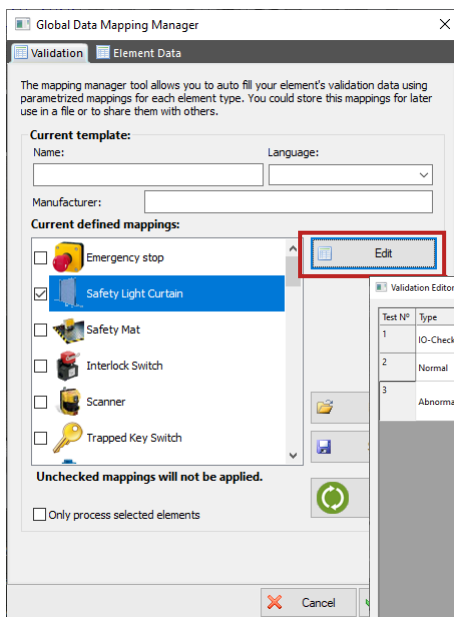 Global Data Mapping Manager
Validation
Element Data
The mapping manager tool allows you to auto fill your element's validation data using
parametrized mappings for each element type. You could store this mappings for later
use in a file or to share them with others.
Current template:
Name:
Language:
Manufacturer:
Current defined mappings:
Emergency stop
Safety Light Curtain
Safety Mat
Interlock Switch
Scanner
Trapped Key Switch
Edit
Validation Editor
Test Nº Type
1 IO-Check
2 Normal
3
Unchecked mappings will not be applied.
Only process selected elements
Cancel